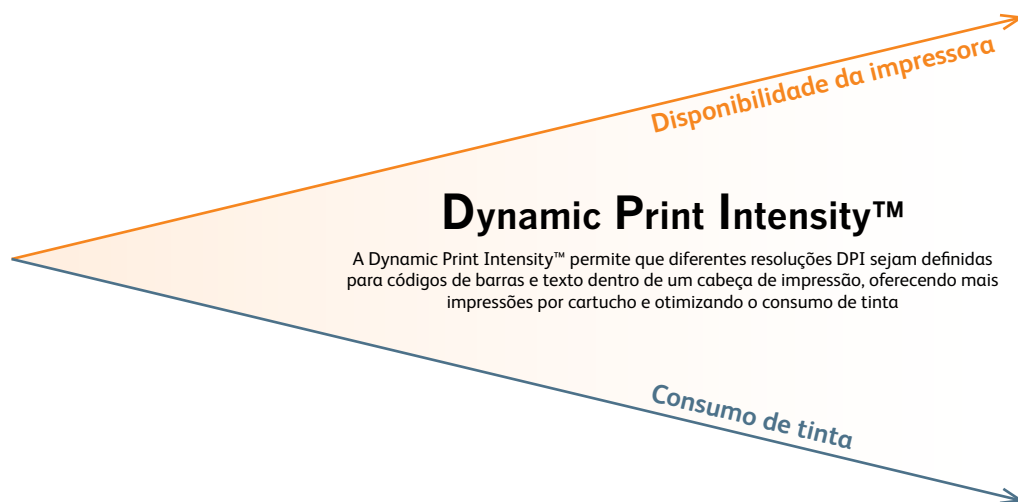 Disponibilidade da impressora
Dynamic Print Intensity™
A Dynamic Print Intensity™ permite que diferentes resoluções DPI sejam definidas
para códigos de barras e texto dentro de um cabeça de impressão, oferecendo mais
impressões por cartucho e otimizando o consumo de tinta
Consumo de tinta